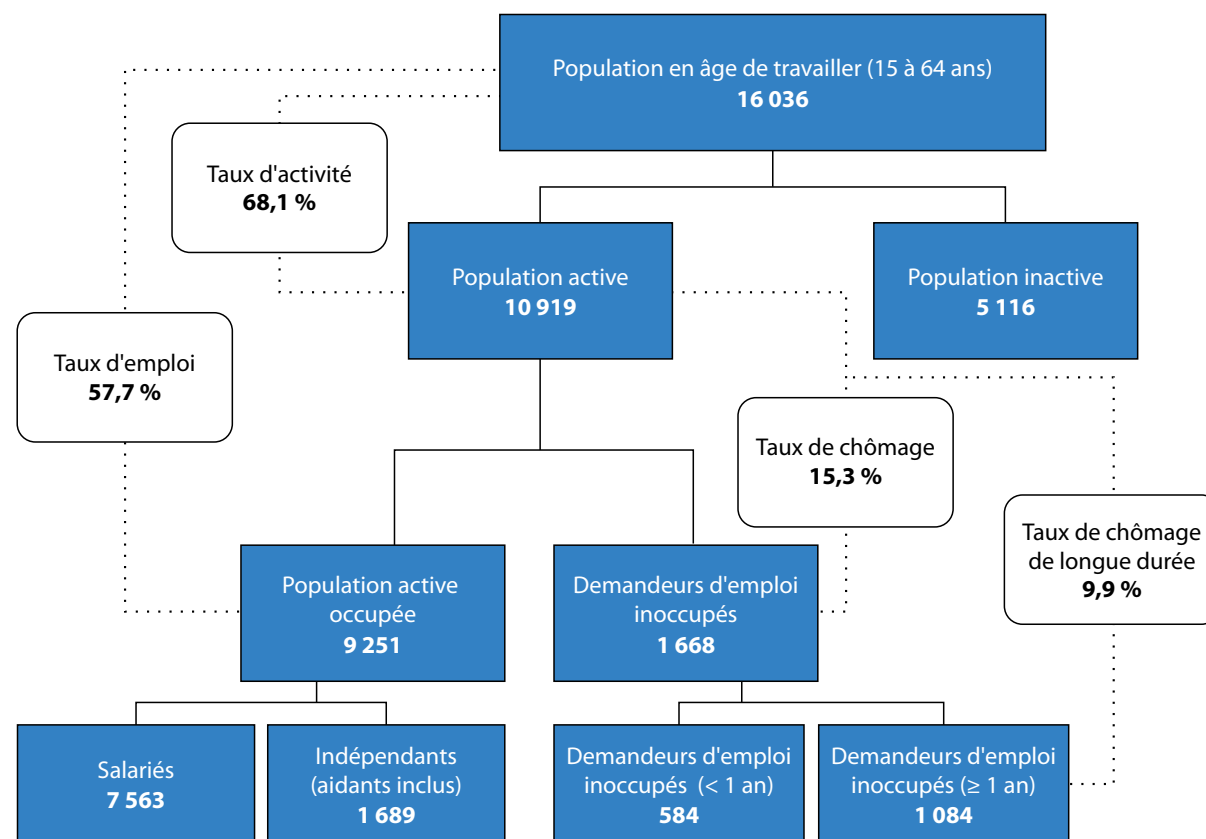 Population en âge de travailler (15 à 64 ans)
16 036
Taux d'activité
68,1 %
Population active
10 919
Population inactive
5 116
Taux d'emploi
57,7 %
Taux de chômage
15,3 %
Taux de chômage
de longue durée
9,9 %
Population active
occupée
9 251
Demandeurs d'emploi
inoccupés
1 668
Salariés
7 563
Indépendants
(aidants inclus)
1 689
Demandeurs d'emploi
inoccupés (< 1 an)
584
Demandeurs d'emploi
inoccupés (≥ 1 an)
1 084